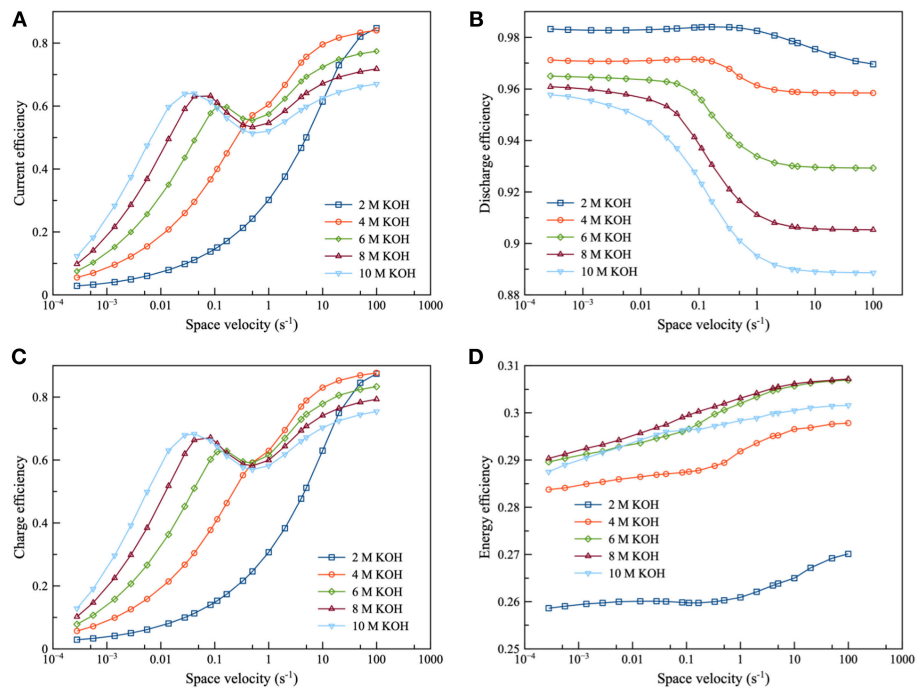 A
Current efficiency
0.8
0.6
0.4
0.2
0
10⁻⁴
10⁻³
0.01
0.1
1
10
100
1000
Space velocity (s⁻¹)
2 M KOH
4 M KOH
6 M KOH
8 M KOH
10 M KOH
B
Discharge efficiency
0.98
0.96
0.94
0.92
0.9
0.88
10⁻⁴
10⁻³
0.01
0.1
1
10
100
1000
Space velocity (s⁻¹)
2 M KOH
4 M KOH
6 M KOH
8 M KOH
10 M KOH
C
Charge efficiency
0.8
0.6
0.4
0.2
0
10⁻⁴
10⁻³
0.01
0.1
1
10
100
1000
Space velocity (s⁻¹)
2 M KOH
4 M KOH
6 M KOH
8 M KOH
10 M KOH
D
Energy efficiency
0.31
0.3
0.29
0.28
0.27
0.26
0.25
10⁻⁴
10⁻³
0.01
0.1
1
10
100
1000
Space velocity (s⁻¹)
2 M KOH
4 M KOH
6 M KOH
8 M KOH
10 M KOH